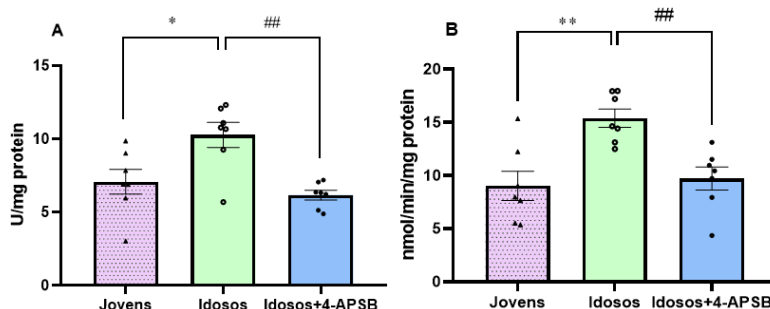 A
*
##
U/mg protein
15
10
5
0
Jovens Idosos Idosos+4-APSB
B
**
##
nmol/min/mg protein
20
15
10
5
0
Jovens Idosos Idosos+4-APSB